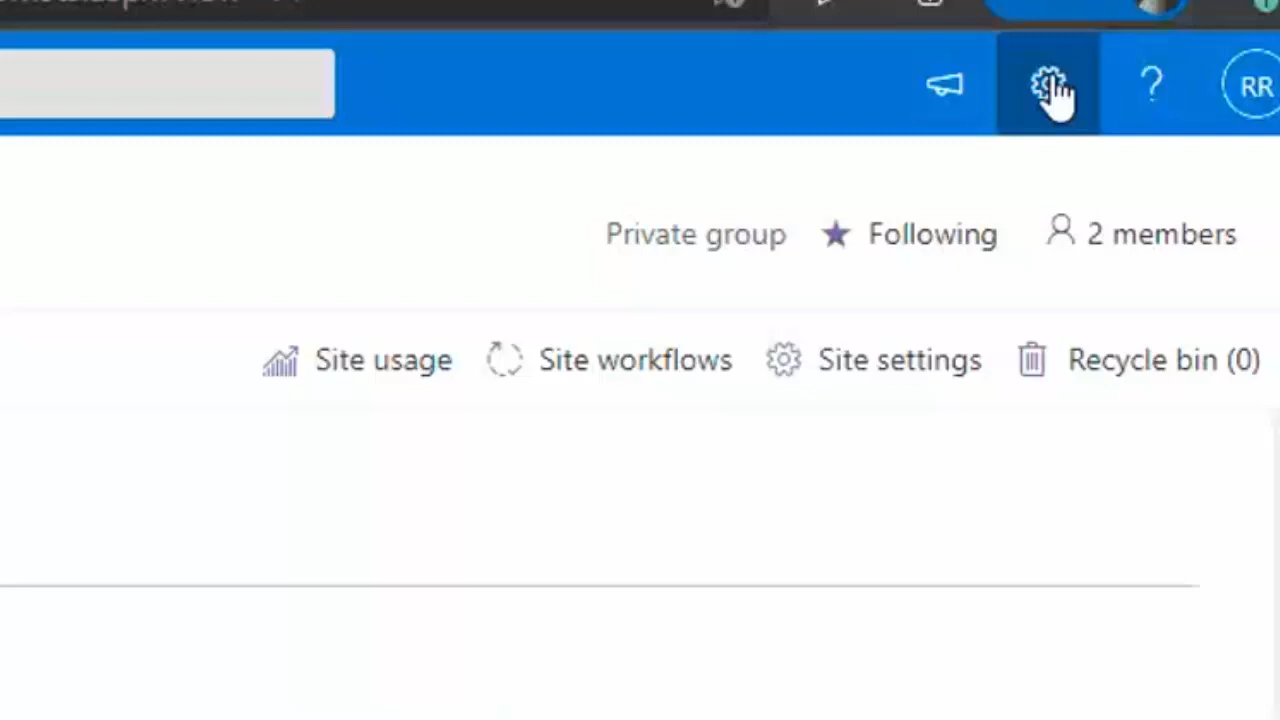 RR
Private group Following 2 members
Site usage Site workflows Site settings Recycle bin (0)